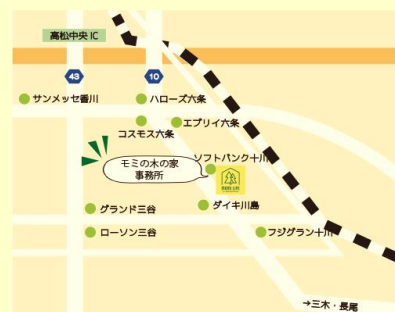 高松中央 IC
43
10
サンメッセ香川
ハローズ六条
コスモス六条
エブリイ六条
モミの木の家
事務所
ソフトバンク十川
グランド三谷
ダイキ川島
ローソン三谷
フジグラン十川
→三木・長尾